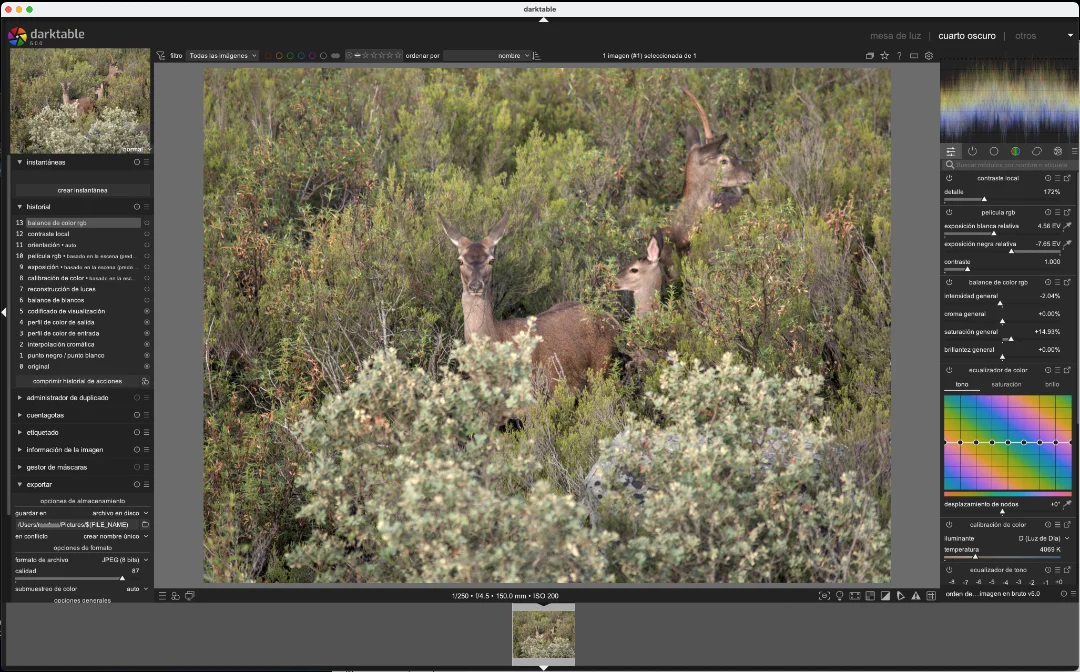 darktable
darktable
mesa de luz | cuarto oscuro | otros
filtro Todas las imágenes ordenar por nombre 1 imagen (#1) seleccionada de 1
normal
instantáneas
crear instantánea
historial
13 balance de color rgb
12 contraste local
11 orientación • auto
10 película rgb • basado en la escena (pred...
9 exposición • basado en la escena (prede...
8 calibración de color • basado en la esc...
7 reconstrucción de luces
6 balance de blancos
5 codificado de visualización
4 perfil de color de salida
3 perfil de color de entrada
2 interpolación cromática
1 punto negro / punto blanco
0 original
comprimir historial de acciones
administrador de duplicado
cuentagotas
etiquetado
información de la imagen
gestor de máscaras
exportar
opciones de almacenamiento
guardar en archivo en disco
/Pictures/$(FILE_NAME)
en conflicto crear nombre único
opciones de formato
formato de archivo JPEG (8 bits)
calidad 87
submuestreo de color auto
opciones generales
1/250 • f/4.5 • 150.0 mm • ISO 200
Buscar módulos por nombre o etiqueta
contraste local
detalle 172%
película rgb
exposición blanca relativa 4.56 EV
exposición negra relativa -7.65 EV
contraste 1.000
balance de color rgb
intensidad general -2.04%
croma general +0.00%
saturación general +14.93%
brillantez general +0.00%
ecualizador de color
tono saturación brillo
desplazamiento de nodos +0°
calibración de color
iluminante D (Luz de Día)
temperatura 4069 K
ecualizador de tono
-8 -7 -6 -5 -4 -3 -2 -1 +0
orden de... imagen en bruto v5.0